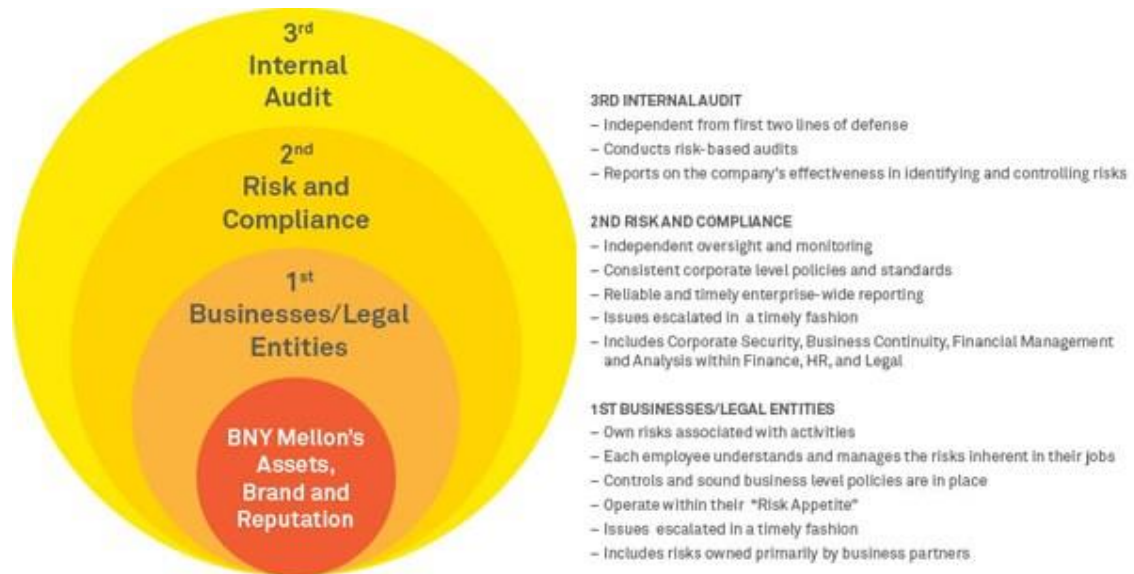 3rd
Internal
Audit
2nd
Risk and
Compliance
1st
Businesses/Legal
Entities
BNY Mellon's
Assets,
Brand and
Reputation
3RD INTERNAL AUDIT
– Independent from first two lines of defense
– Conducts risk-based audits
– Reports on the company's effectiveness in identifying and controlling risks
2ND RISK AND COMPLIANCE
– Independent oversight and monitoring
– Consistent corporate level policies and standards
– Reliable and timely enterprise-wide reporting
– Issues escalated in a timely fashion
– Includes Corporate Security, Business Continuity, Financial Management
and Analysis within Finance, HR, and Legal
1ST BUSINESSES/LEGAL ENTITIES
– Own risks associated with activities
– Each employee understands and manages the risks inherent in their jobs
– Controls and sound business level policies are in place
– Operate within their "Risk Appetite"
– Issues escalated in a timely fashion
– Includes risks owned primarily by business partners